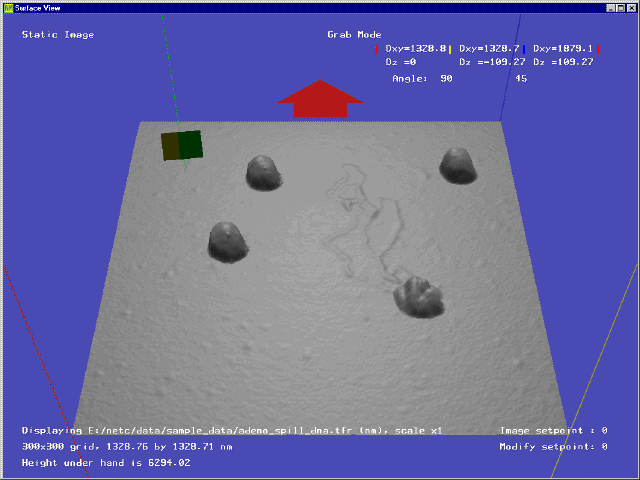 Surface View
Static Image
Grab Mode
Dxy=1328.8 Dxy=1328.7 Dxy=1879.1
Dz =0 Dz =-109.27 Dz =109.27
Angle: 90 45
Displaying E:/netc/data/sample_data/adeno_spill_dna.tfr (nm), scale x1
Image setpoint : 0
300x300 grid, 1328.76 by 1328.71 nm
Modify setpoint: 0
Height under hand is 6294.02